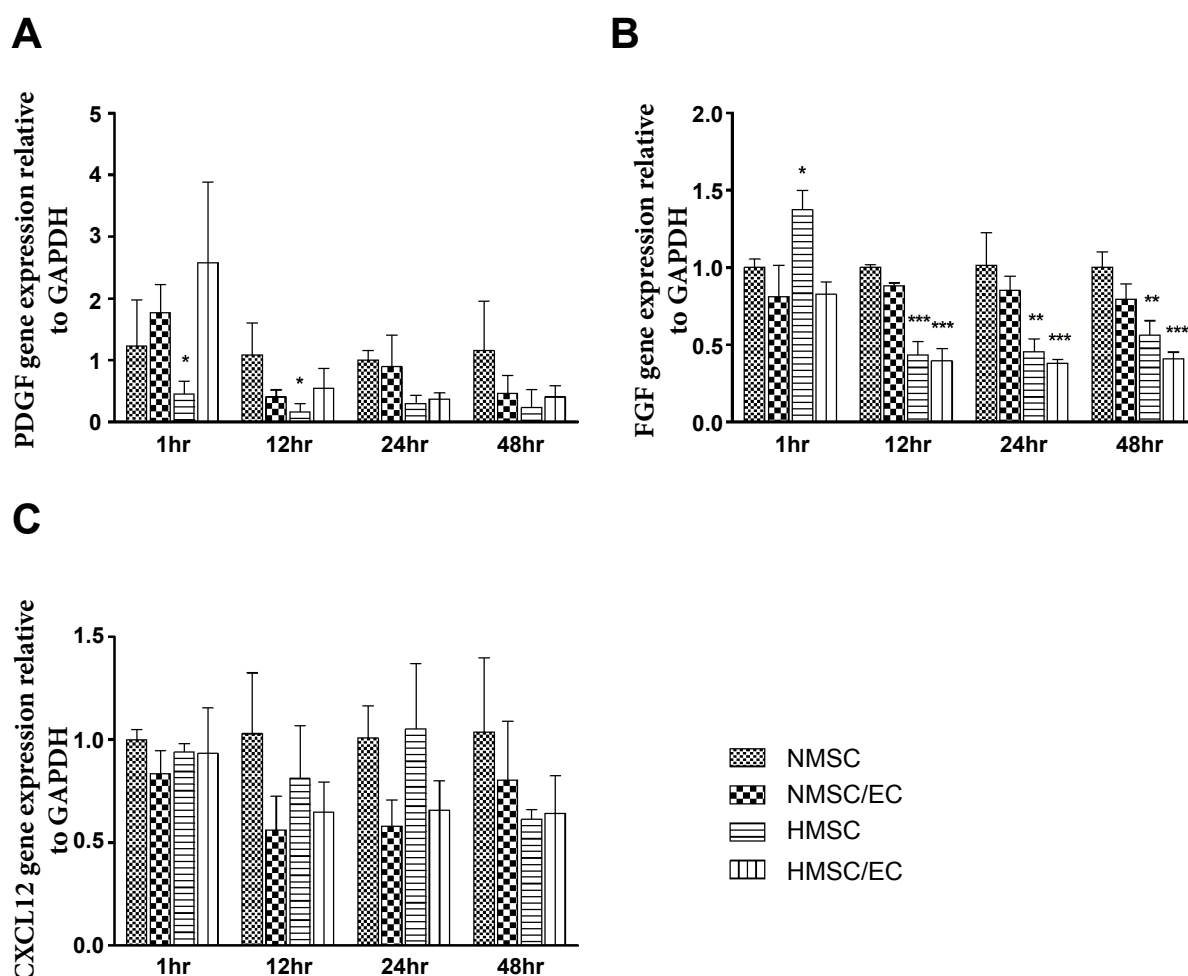 A
PDGF gene expression relative
to GAPDH
5
4
3
2
1
0
*
*
1hr 12hr 24hr 48hr
B
FGF gene expression relative
to GAPDH
2.0
1.5
1.0
0.5
0.0
*
*** ***
** ***
** ***
1hr 12hr 24hr 48hr
C
CXCL12 gene expression relative
to GAPDH
1.5
1.0
0.5
0.0
1hr 12hr 24hr 48hr
NMSC
NMSC/EC
HMSC
HMSC/EC